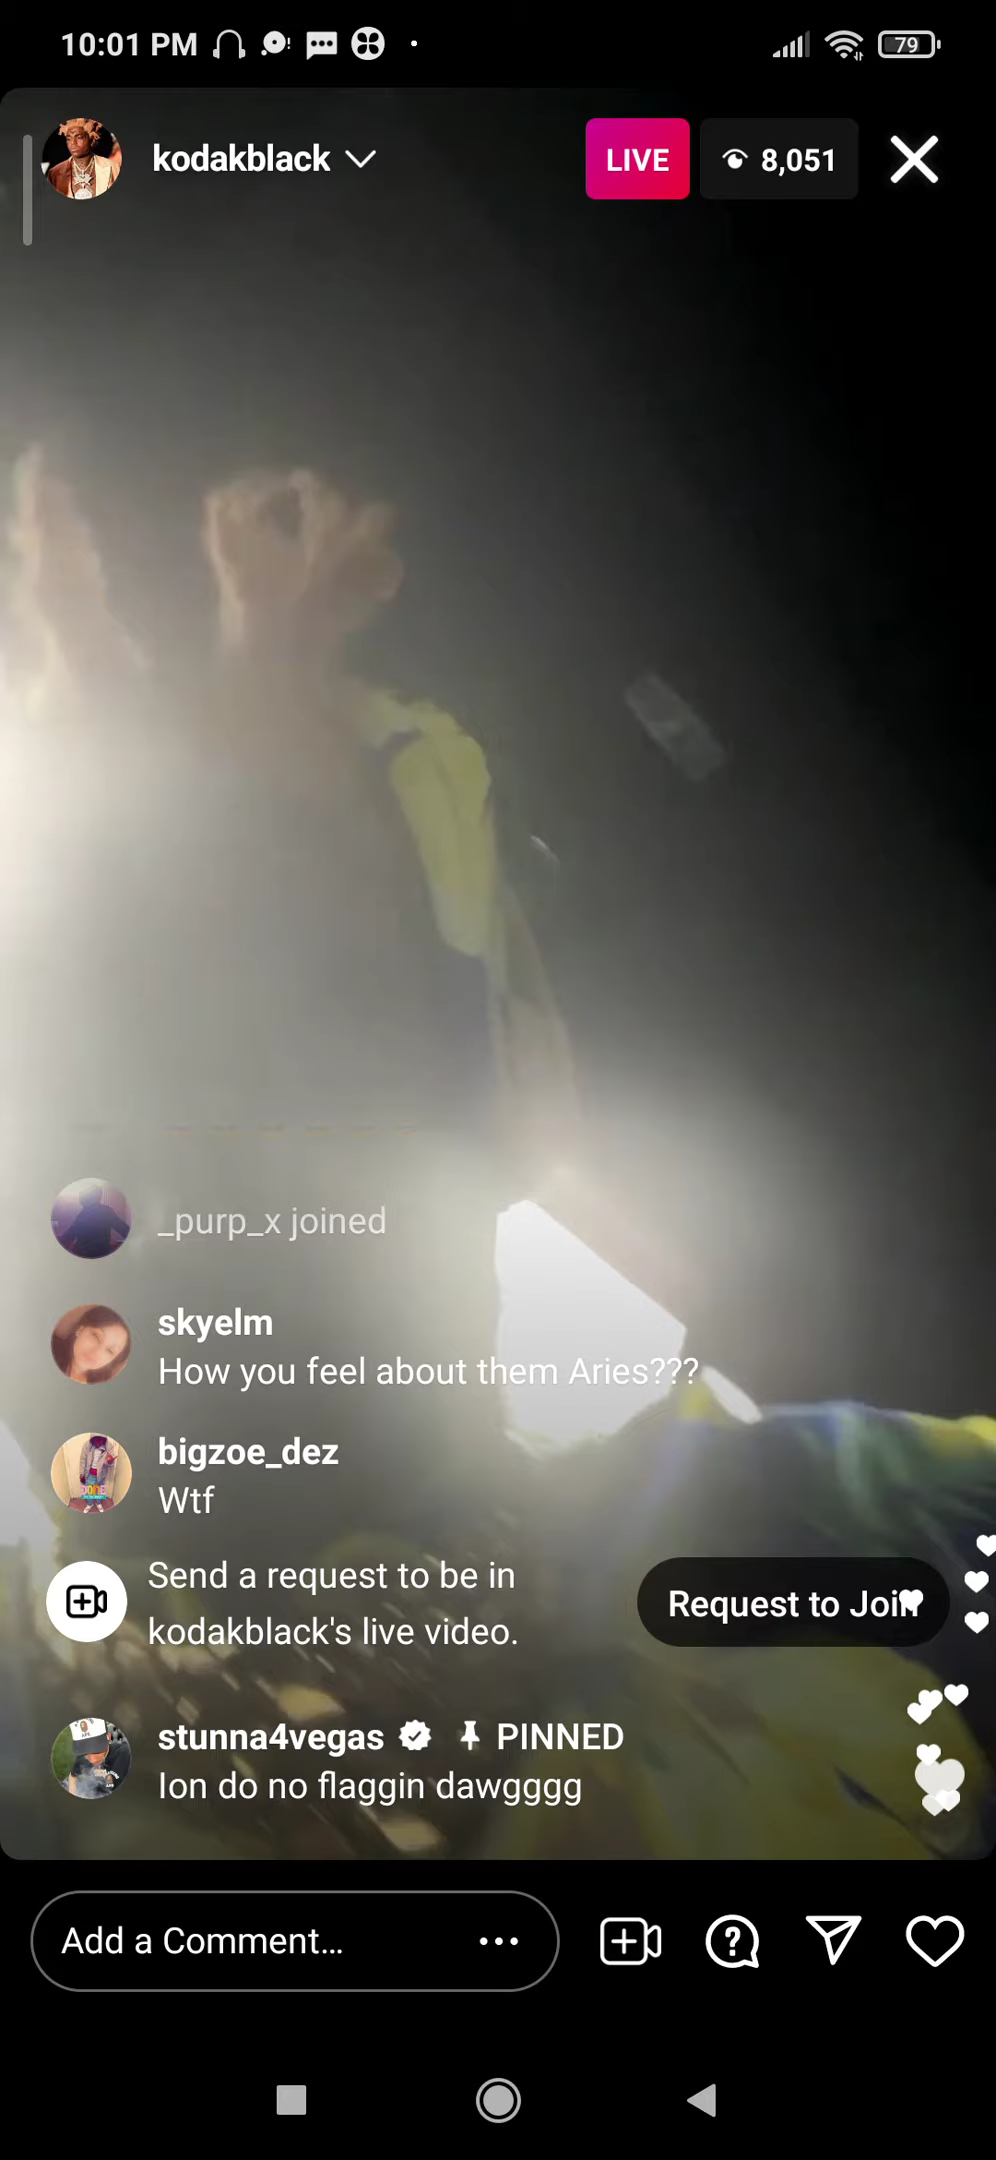 10:01 PM
79
kodakblack
LIVE
8,051
_purp_x joined
skyelm
How you feel about them Aries???
bigzoe_dez
Wtf
Send a request to be in
kodakblack's live video.
Request to Join
stunna4vegas PINNED
Ion do no flaggin dawgggg
Add a Comment...